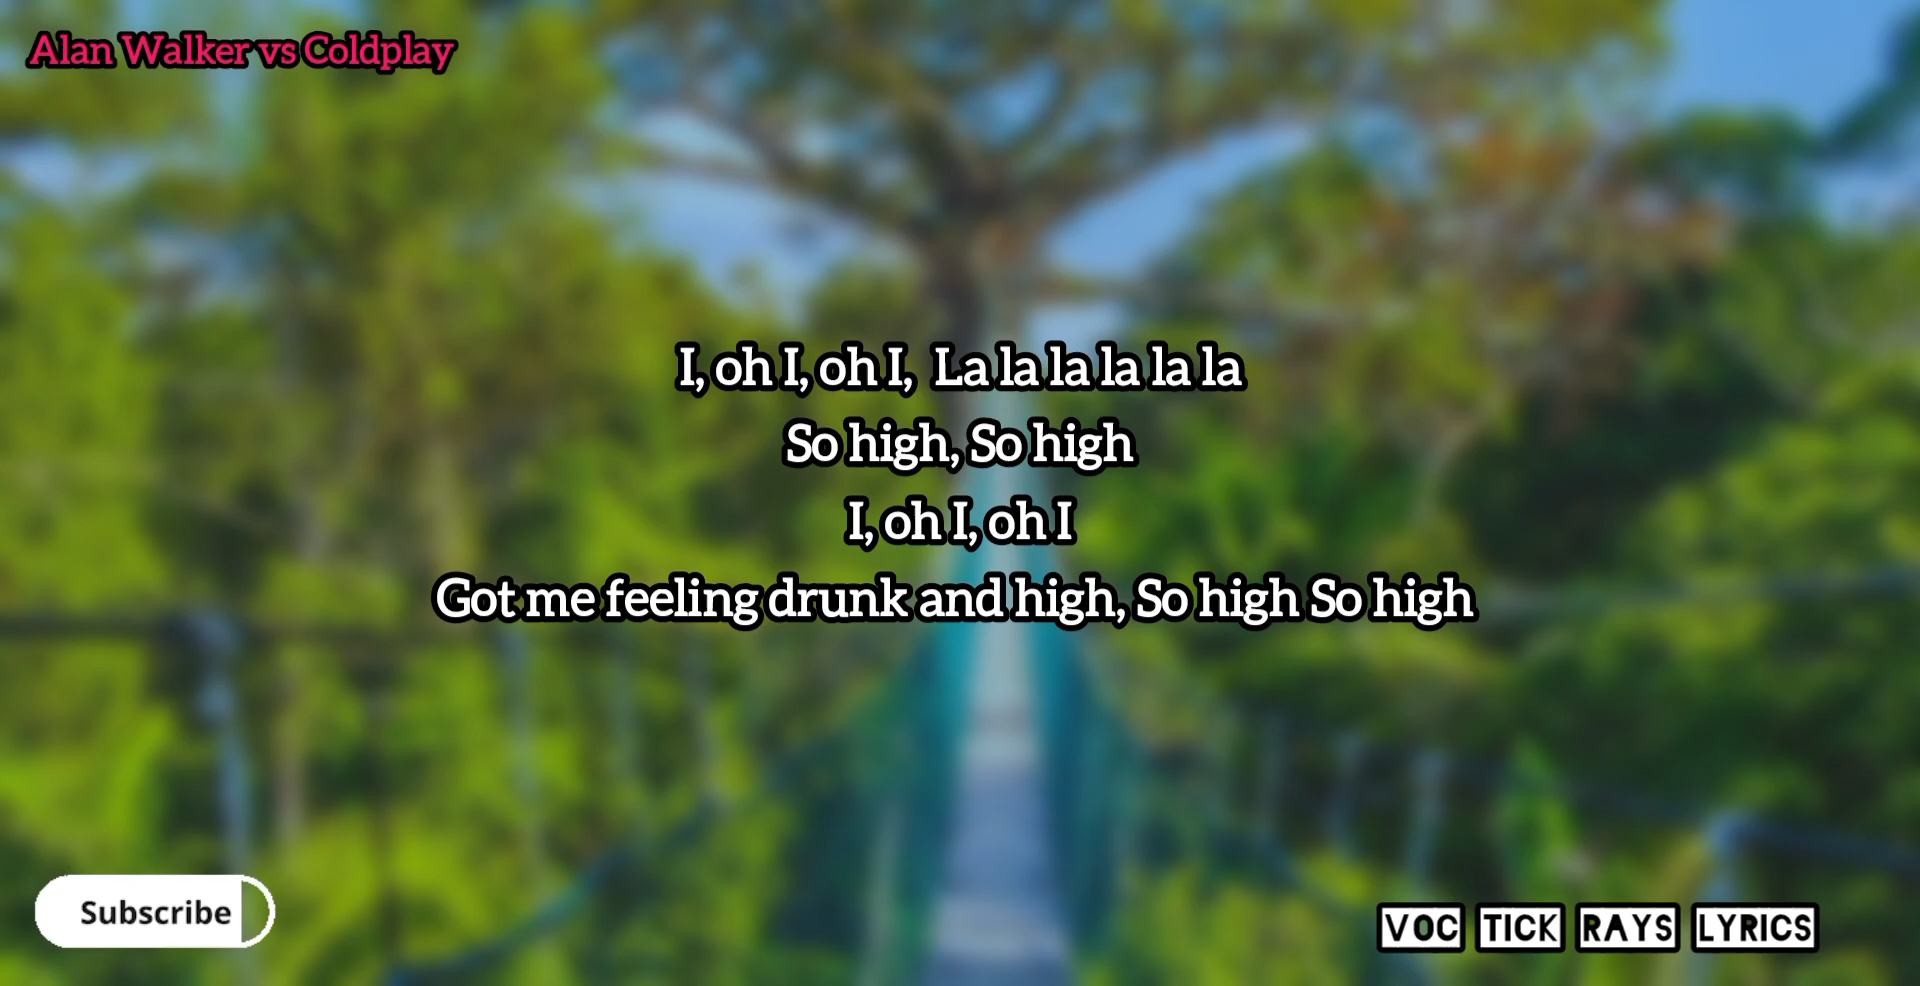 Alan Walker vs Coldplay
I, oh I, oh I, La la la la la la
So high, So high
I, oh I, oh I
Got me feeling drunk and high, So high So high
Subscribe
VOC TICK RAYS LYRICS